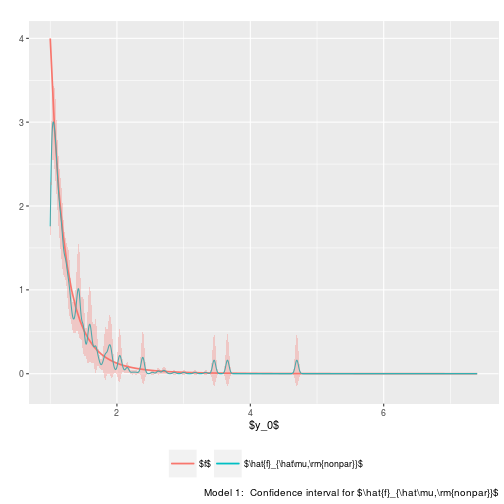 4
3
2
1
0
2
4
6
$y_0$
$f$
$\hat{f}_{\hat\mu,\rm{nonpar}}$
Model 1:  Confidence interval for $\hat{f}_{\hat\mu,\rm{nonpar}}$